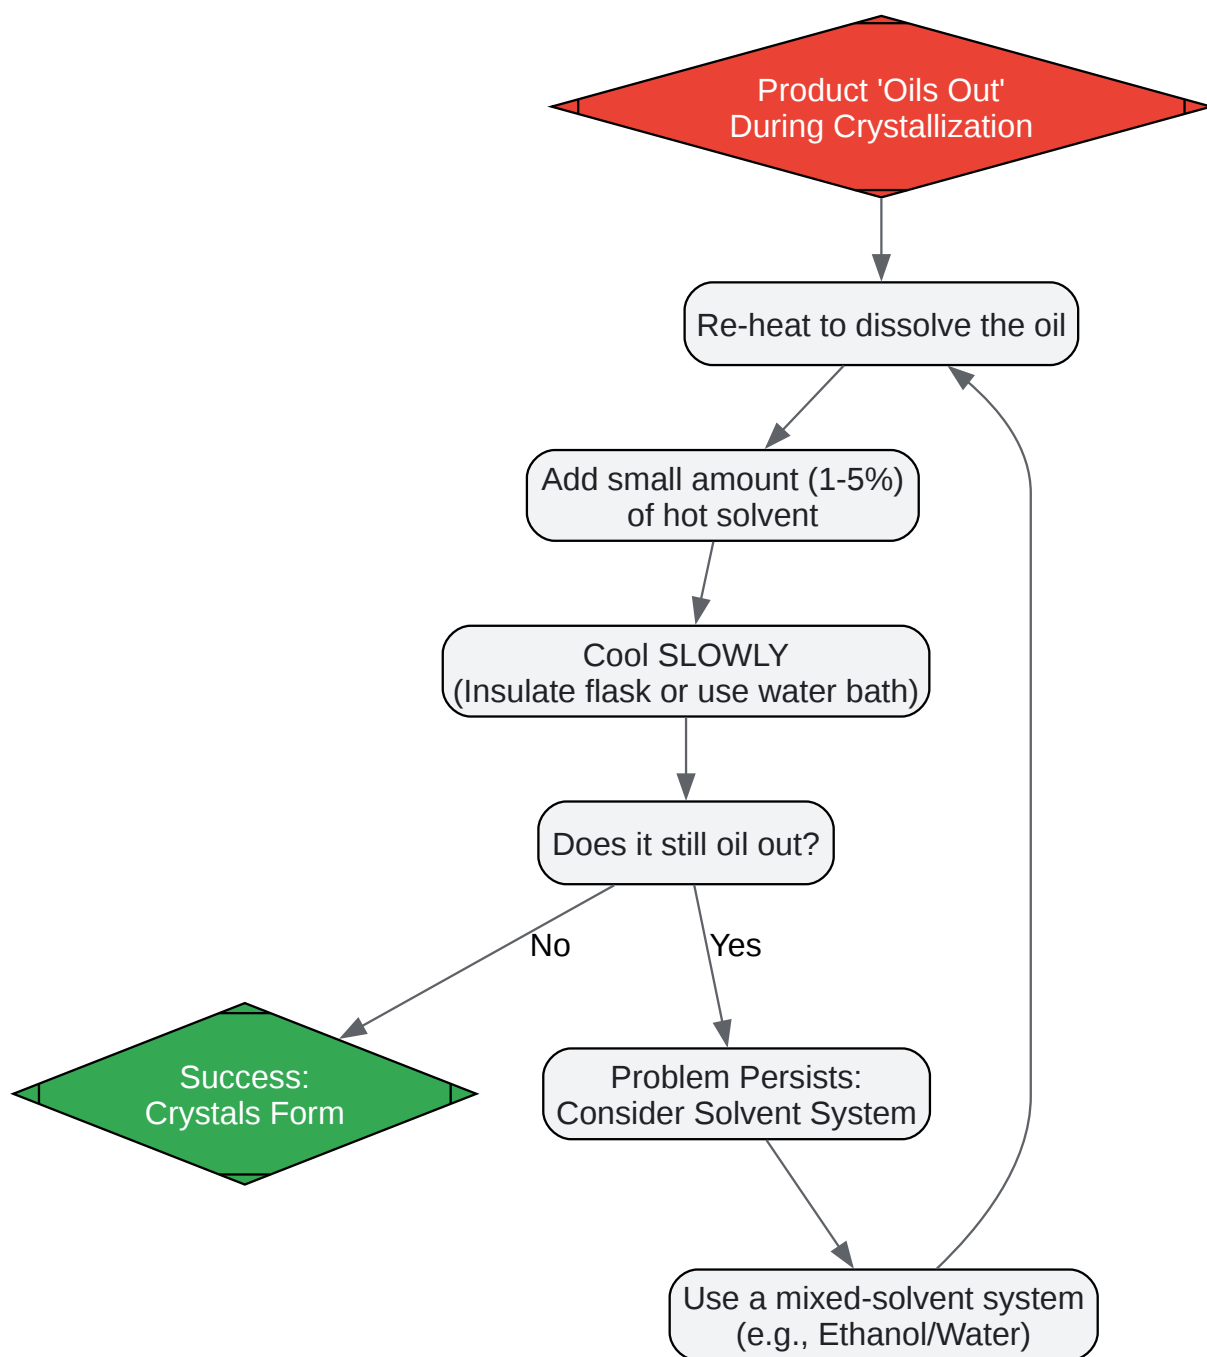 Product 'Oils Out'
During Crystallization
Re-heat to dissolve the oil
Add small amount (1-5%)
of hot solvent
Cool SLOWLY
(Insulate flask or use water bath)
Does it still oil out?
No
Yes
Success:
Crystals Form
Problem Persists:
Consider Solvent System
Use a mixed-solvent system
(e.g., Ethanol/Water)